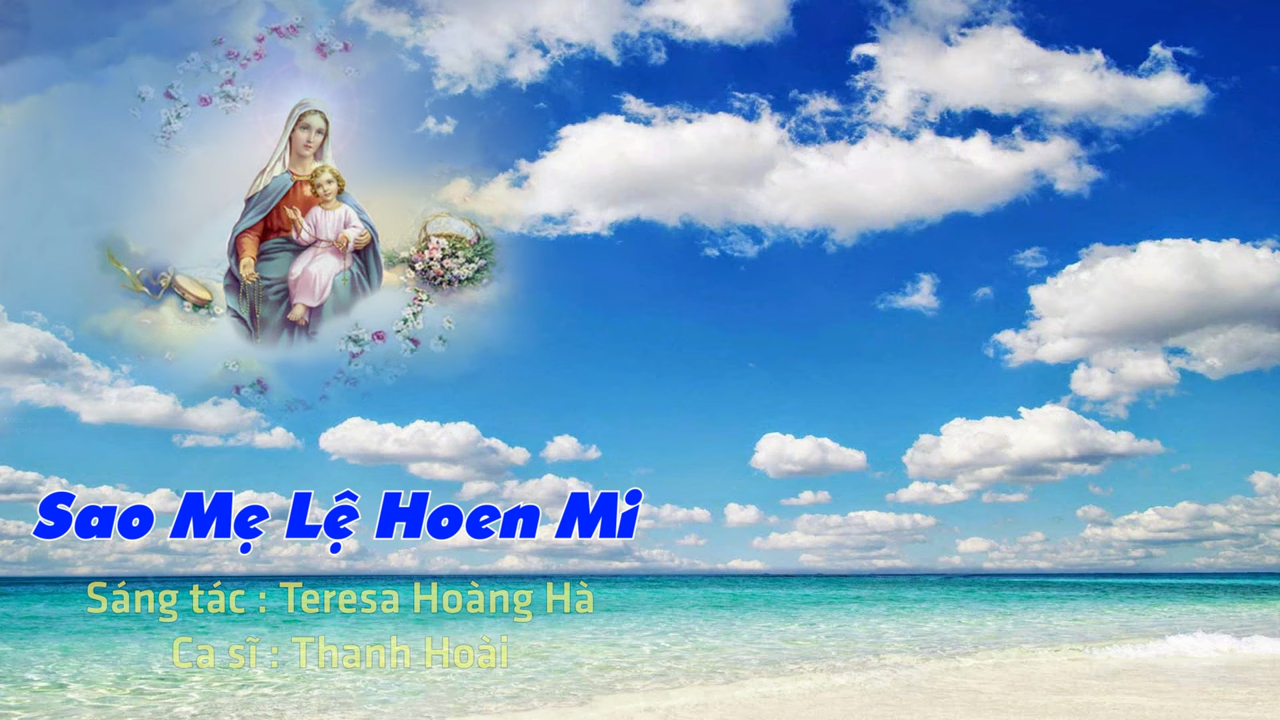 Sao Mẹ Lệ Hoen Mi
Sáng tác : Teresa Hoàng Hà
Ca sĩ : Thanh Hoài